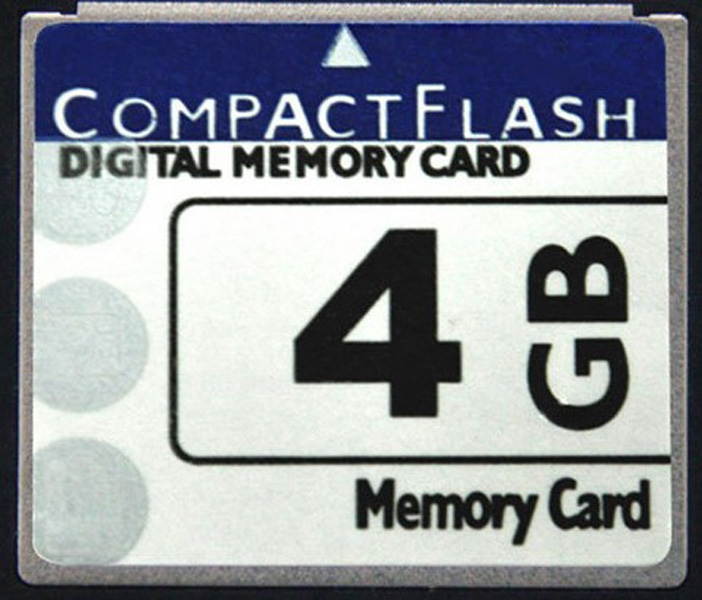 COMPACTFLASH
DIGITAL MEMORY CARD
4 GB
Memory Card